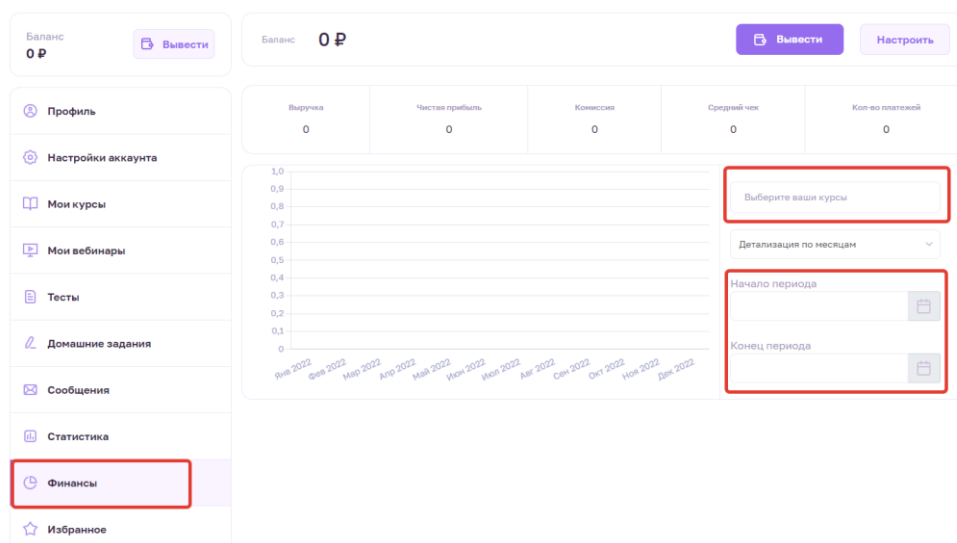 Баланс
0 ₽
Вывести
Профиль
Настройки аккаунта
Мои курсы
Мои вебинары
Тесты
Домашние задания
Сообщения
Статистика
Финансы
Избранное
Баланс 0 ₽
Вывести
Настроить
Выручка
0
Чистая прибыль
0
Комиссия
0
Средний чек
0
Кол-во платежей
0
1,0
0,9
0,8
0,7
0,6
0,5
0,4
0,3
0,2
0,1
0
Янв 2022
Фев 2022
Мар 2022
Апр 2022
Май 2022
Июн 2022
Июл 2022
Авг 2022
Сен 2022
Окт 2022
Ноя 2022
Дек 2022
Выберите ваши курсы
Детализация по месяцам
Начало периода
Конец периода